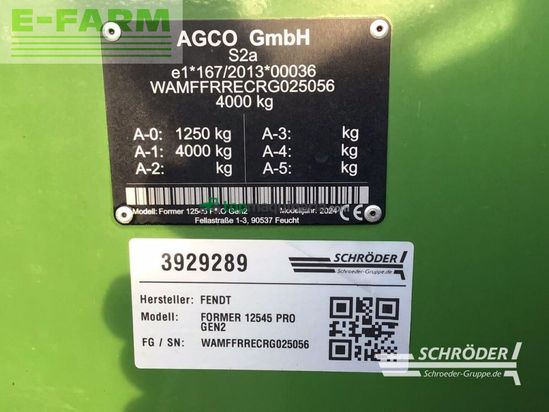 E-FARM
AGCO GmbH
S2a
e1*167/2013*00036
WAMFFRRECRG025056
4000 kg
A-0: 1250 kg A-3: kg
A-1: 4000 kg A-4: kg
A-2: kg A-5: kg
Modell: Former 12545 PRO Gen2 Modelljahr: 2024 CE
Fellastraße 1-3, 90537 Feucht
3929289
SCHRÖDER
Schroeder-Gruppe.de
Hersteller: FENDT
Modell: FORMER 12545 PRO
GEN2
FG / SN: WAMFFRRECRG025056
SCHRÖDER
Schroeder-Gruppe.de